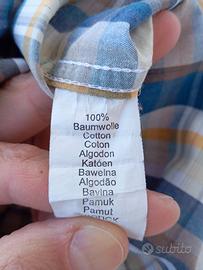 100%
Baumwolle
Cotton
Coton
Algodon
Katoen
Bawełna
Algodão
Bavlna
Pamuk
Pamut
subito